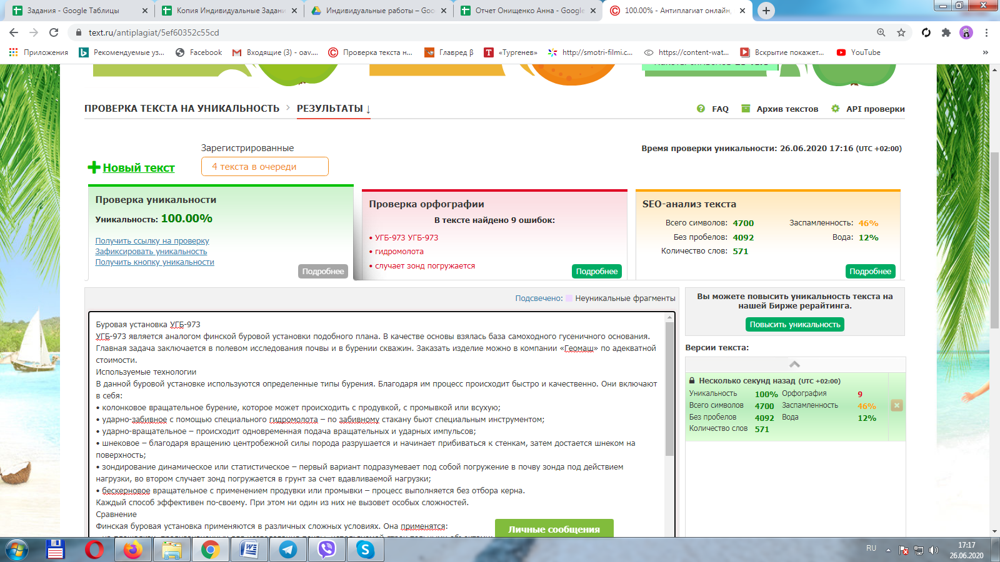 Задания - Google Таблицы
Копия Индивидуальные Задани
Индивидуальные работы – Goo
Отчет Онищенко Анна - Google
100.00% - Антиплагиат онлайн,
text.ru/antiplagiat/5ef60352c55cd
Приложения
Рекомендуемые уз...
Facebook
Входящие (3) - oav....
Проверка текста н...
Главред β
«Тургенев»
http://smotri-filmi.c...
https://content-wat...
Вскрытие покажет...
YouTube
ПРОВЕРКА ТЕКСТА НА УНИКАЛЬНОСТЬ
РЕЗУЛЬТАТЫ ↓
FAQ
Архив текстов
API проверки
Зарегистрированные
Время проверки уникальности: 26.06.2020 17:16 (UTC +02:00)
Новый текст
4 текста в очереди
Проверка уникальности
Уникальность: 100.00%
Получить ссылку на проверку
Зафиксировать уникальность
Получить кнопку уникальности
Подробнее
Проверка орфографии
В тексте найдено 9 ошибок:
• УГБ-973 УГБ-973
• гидромолота
• случает зонд погружается
Подробнее
SEO-анализ текста
Всего символов: 4700
Заспамленность: 46%
Без пробелов: 4092
Вода: 12%
Количество слов: 571
Подробнее
Подсвечено: Неуникальные фрагменты
Буровая установка УГБ-973
УГБ-973 является аналогом финской буровой установки подобного плана. В качестве основы взялась база самоходного гусеничного основания.
Главная задача заключается в полевом исследования почвы и в бурении скважин. Заказать изделие можно в компании «Геомаш» по адекватной
стоимости.
Используемые технологии
В данной буровой установке используются определенные типы бурения. Благодаря им процесс происходит быстро и качественно. Они включают
в себя:
• колонковое вращательное бурение, которое может происходить с продувкой, с промывкой или всухую;
• ударно-забивное с помощью специального гидромолота – по забивному стакану бьют специальным инструментом;
• ударно-вращательное – происходит одновременная подача вращательных и ударных импульсов;
• шнековое – благодаря вращению центробежной силы порода разрушается и начинает прибиваться к стенкам, затем достается шнеком на
поверхность;
• зондирование динамическое или статистическое – первый вариант подразумевает под собой погружение в почву зонда под действием
нагрузки, во втором случает зонд погружается в грунт за счет вдавливаемой нагрузки;
• бескерновое вращательное с применением продувки или промывки – процесс выполняется без отбора керна.
Каждый способ эффективен по-своему. При этом ни один из них не вызовет особых сложностей.
Сравнение
Финская буровая установка применяются в различных сложных условиях. Она применятся:
Вы можете повысить уникальность текста на
нашей Бирже рерайтинга.
Повысить уникальность
Версии текста:
Несколько секунд назад (UTC +02:00)
Уникальность 100% Орфография 9
Всего символов 4700 Заспамленность 46%
Без пробелов 4092 Вода 12%
Количество слов 571
Личные сообщения
RU
17:17
26.06.2020